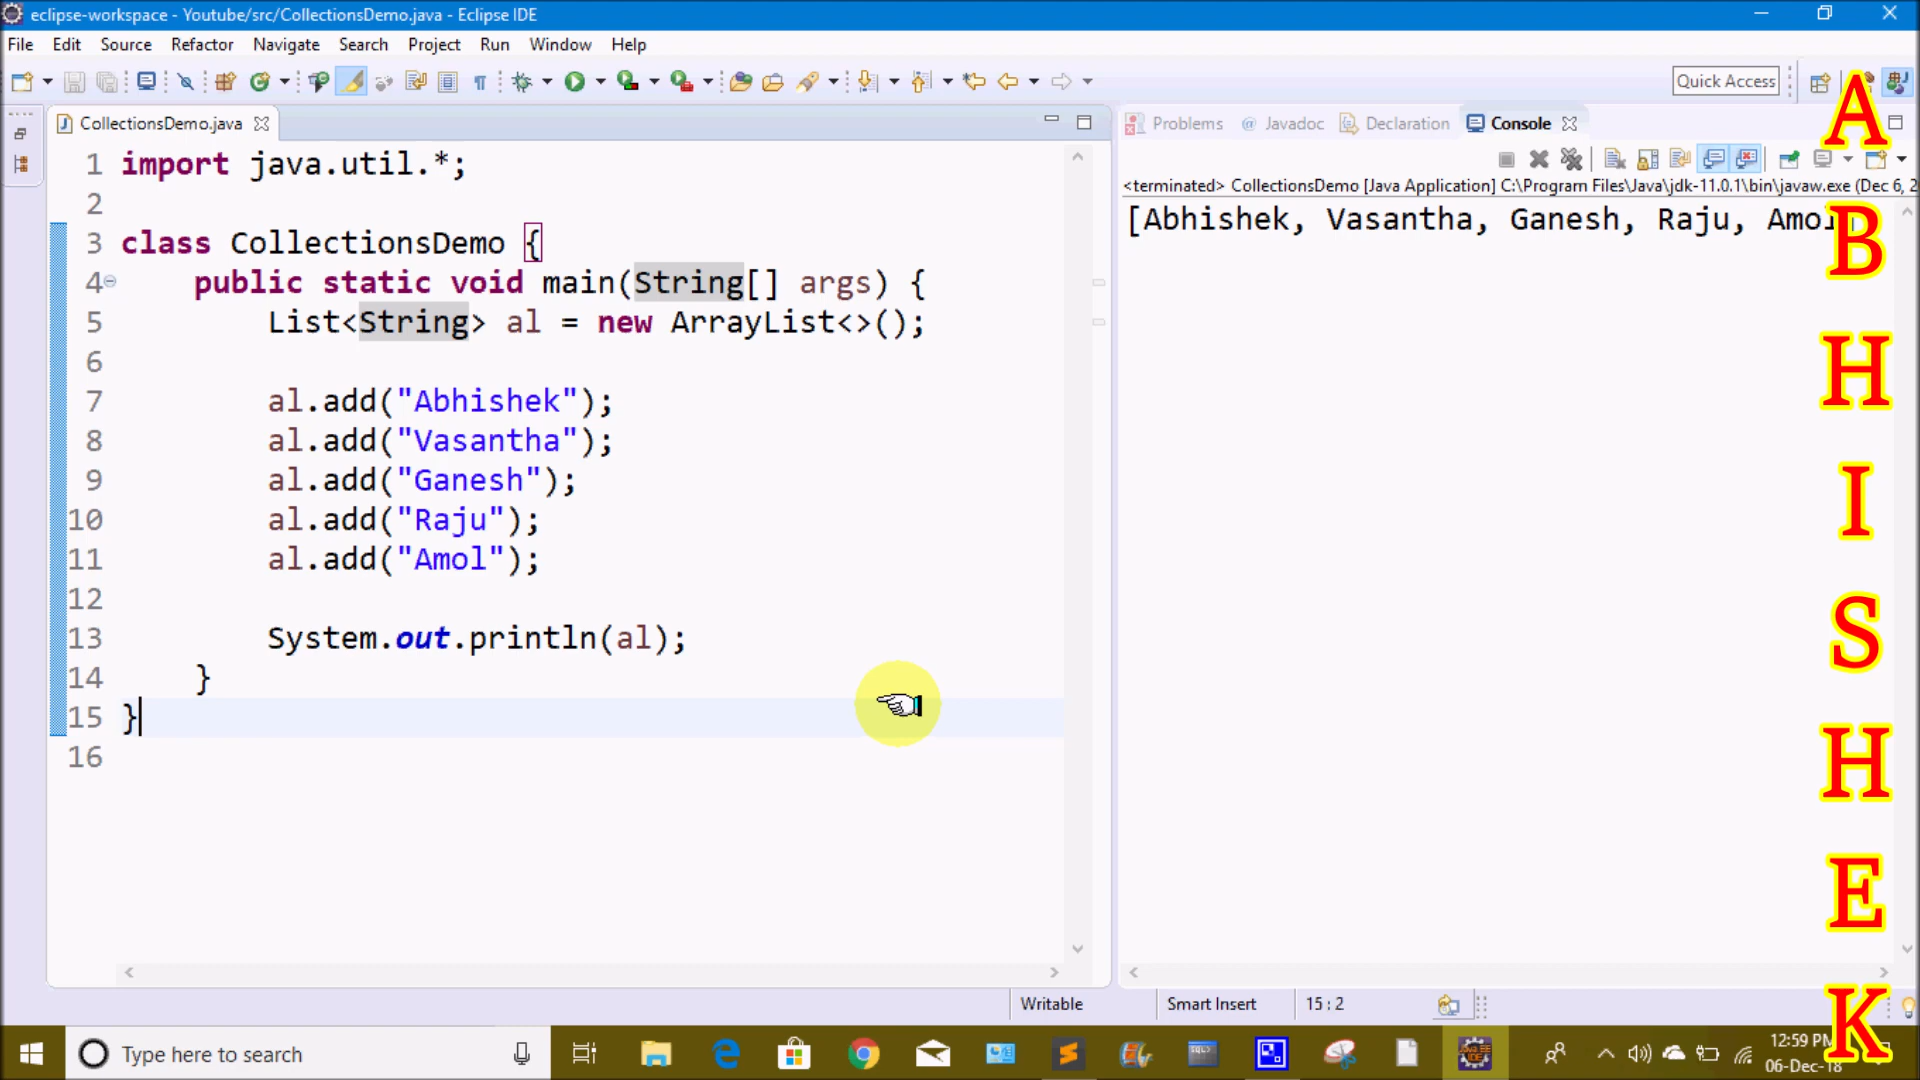 eclipse-workspace - Youtube/src/CollectionsDemo.java - Eclipse IDE
File Edit Source Refactor Navigate Search Project Run Window Help
Quick Access
CollectionsDemo.java
Problems @ Javadoc Declaration Console
<terminated> CollectionsDemo [Java Application] C:\Program Files\Java\jdk-11.0.1\bin\javaw.exe (Dec 6, 2
[Abhishek, Vasantha, Ganesh, Raju, Amol]
1 import java.util.*;
2
3 class CollectionsDemo {
4 public static void main(String[] args) {
5 List<String> al = new ArrayList<>();
6
7 al.add("Abhishek");
8 al.add("Vasantha");
9 al.add("Ganesh");
10 al.add("Raju");
11 al.add("Amol");
12
13 System.out.println(al);
14 }
15 }
16
A
B
H
I
S
H
E
K
Writable Smart Insert 15 : 2
Type here to search
12:59 PM
06-Dec-18